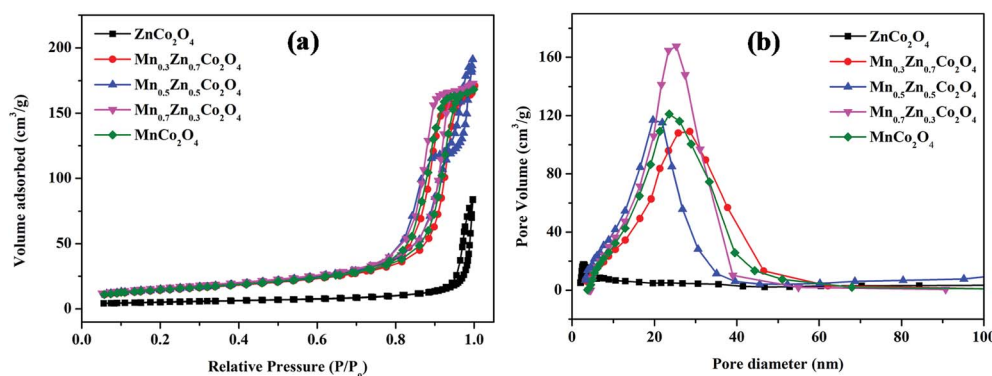 (a)
ZnCo₂O₄
Mn₀.₃Zn₀.₇Co₂O₄
Mn₀.₅Zn₀.₅Co₂O₄
Mn₀.₇Zn₀.₃Co₂O₄
MnCo₂O₄
Volume adsorbed (cm³/g)
200
150
100
50
0
0.0 0.2 0.4 0.6 0.8 1.0
Relative Pressure (P/P₀)
(b)
ZnCo₂O₄
Mn₀.₃Zn₀.₇Co₂O₄
Mn₀.₅Zn₀.₅Co₂O₄
Mn₀.₇Zn₀.₃Co₂O₄
MnCo₂O₄
Pore Volume (cm³/g)
160
120
80
40
0
0 20 40 60 80 100
Pore diameter (nm)